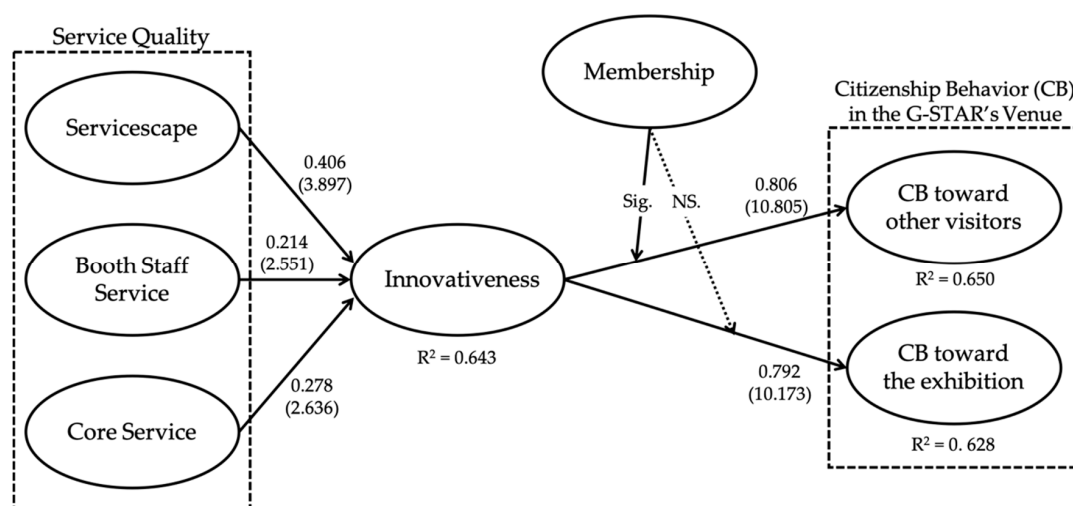 Service Quality
Servicescape
Booth Staff
Service
Core Service
0.406
(3.897)
0.214
(2.551)
0.278
(2.636)
Innovativeness
R² = 0.643
Membership
Sig.
NS.
0.806
(10.805)
0.792
(10.173)
Citizenship Behavior (CB)
in the G-STAR's Venue
CB toward
other visitors
R² = 0.650
CB toward
the exhibition
R² = 0. 628